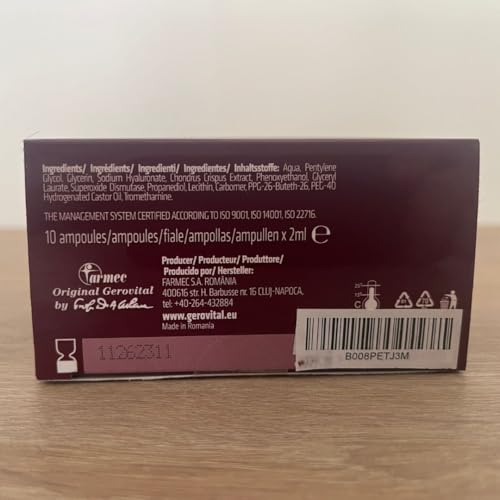 Ingredients/ Ingrédients/ Ingredienti/ Ingredientes/ Inhaltsstoffe: Aqua, Pentylene
Glycol, Glycerin, Sodium Hyaluronate, Chondrus Crispus Extract, Phenoxyethanol, Glyceryl
Laurate, Superoxide Dismutase, Propanediol, Lecithin, Carbomer, PPG-26-Buteth-26, PEG-40
Hydrogenated Castor Oil, Tromethamine.
THE MANAGEMENT SYSTEM CERTIFIED ACCORDING TO ISO 9001, ISO 14001, ISO 22716.
10 ampoules/ampoules/fiale/ampollas/ampullen x 2ml e
Farmec
Original Gerovital
by
Producer/ Producteur/ Produttore/
Producido por/ Hersteller:
FARMEC S.A. ROMÂNIA
400616 str. H. Barbusse nr. 16 CLUJ-NAPOCA,
tel: +40-264-432884
www.gerovital.eu
Made in Romania
25°
15°
C
11262311
B008PETJ3M